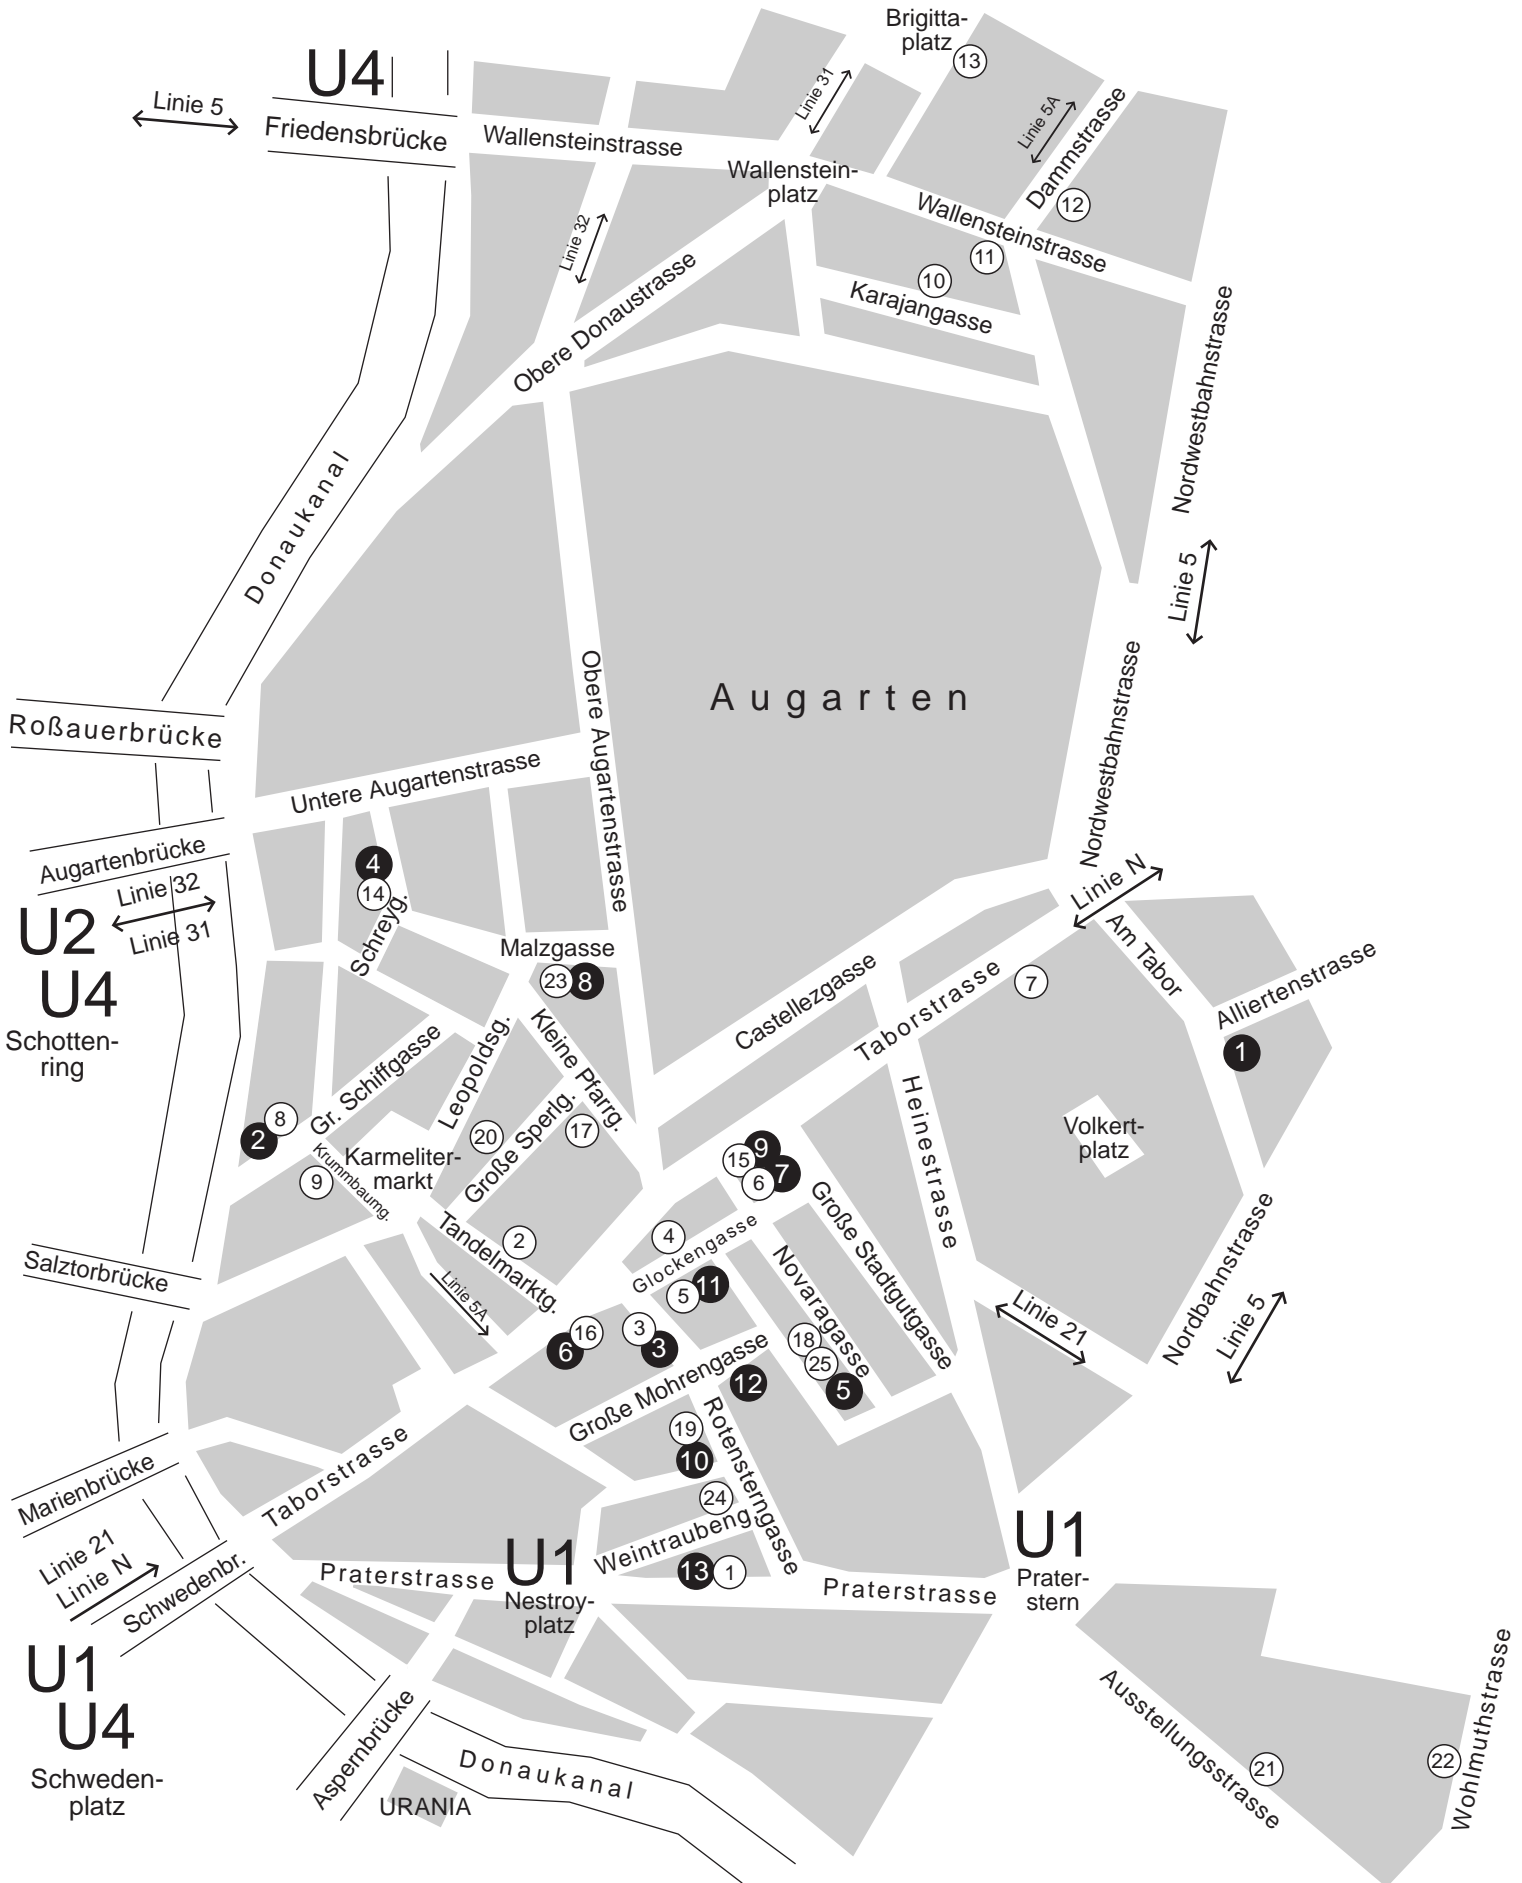 Brigitta-
platz
13
U4
Linie 5
Friedensbrücke
Wallensteinstrasse
Linie 31
Linie 5A
Dammstrasse
Wallenstein-
platz
12
Wallensteinstrasse
11
10
Karajangasse
Linie 32
Obere Donaustrasse
Nordwestbahnstrasse
Donaukanal
Linie 5
Augarten
Obere Augartenstrasse
Nordwestbahnstrasse
Roßauerbrücke
Untere Augartenstrasse
Augartenbrücke
Linie 32
Linie 31
U2
U4
Schotten-
ring
4
14
Schreyg.
Malzgasse
23
8
Linie N
Am Tabor
Alliertenstrasse
1
7
Castellezgasse
Taborstrasse
Heinestrasse
Volkert-
platz
Kleine Pfarrg.
Leopoldsg.
Gr. Schiffgasse
8
2
Krummbaumg.
9
Karmeliter-
markt
20
Große Sperlg.
17
9
15
7
6
Große Stadtgutgasse
Tandelmarktg.
2
4
Glockengasse
5
11
Novaragasse
Linie 5A
Salztorbrücke
Nordbahnstrasse
Linie 5
Linie 21
16
6
3
3
18
25
5
Große Mohrengasse
12
19
10
Rotensterngasse
24
Weintraubeng.
13
1
Marienbrücke
Taborstrasse
Linie 21
Linie N
Schwedenbr.
Praterstrasse
U1
Nestroy-
platz
Praterstrasse
U1
Prater-
stern
U1
U4
Schweden-
platz
Aspernbrücke
URANIA
Donaukanal
Ausstellungsstrasse
21
22
Wohlmuthstrasse